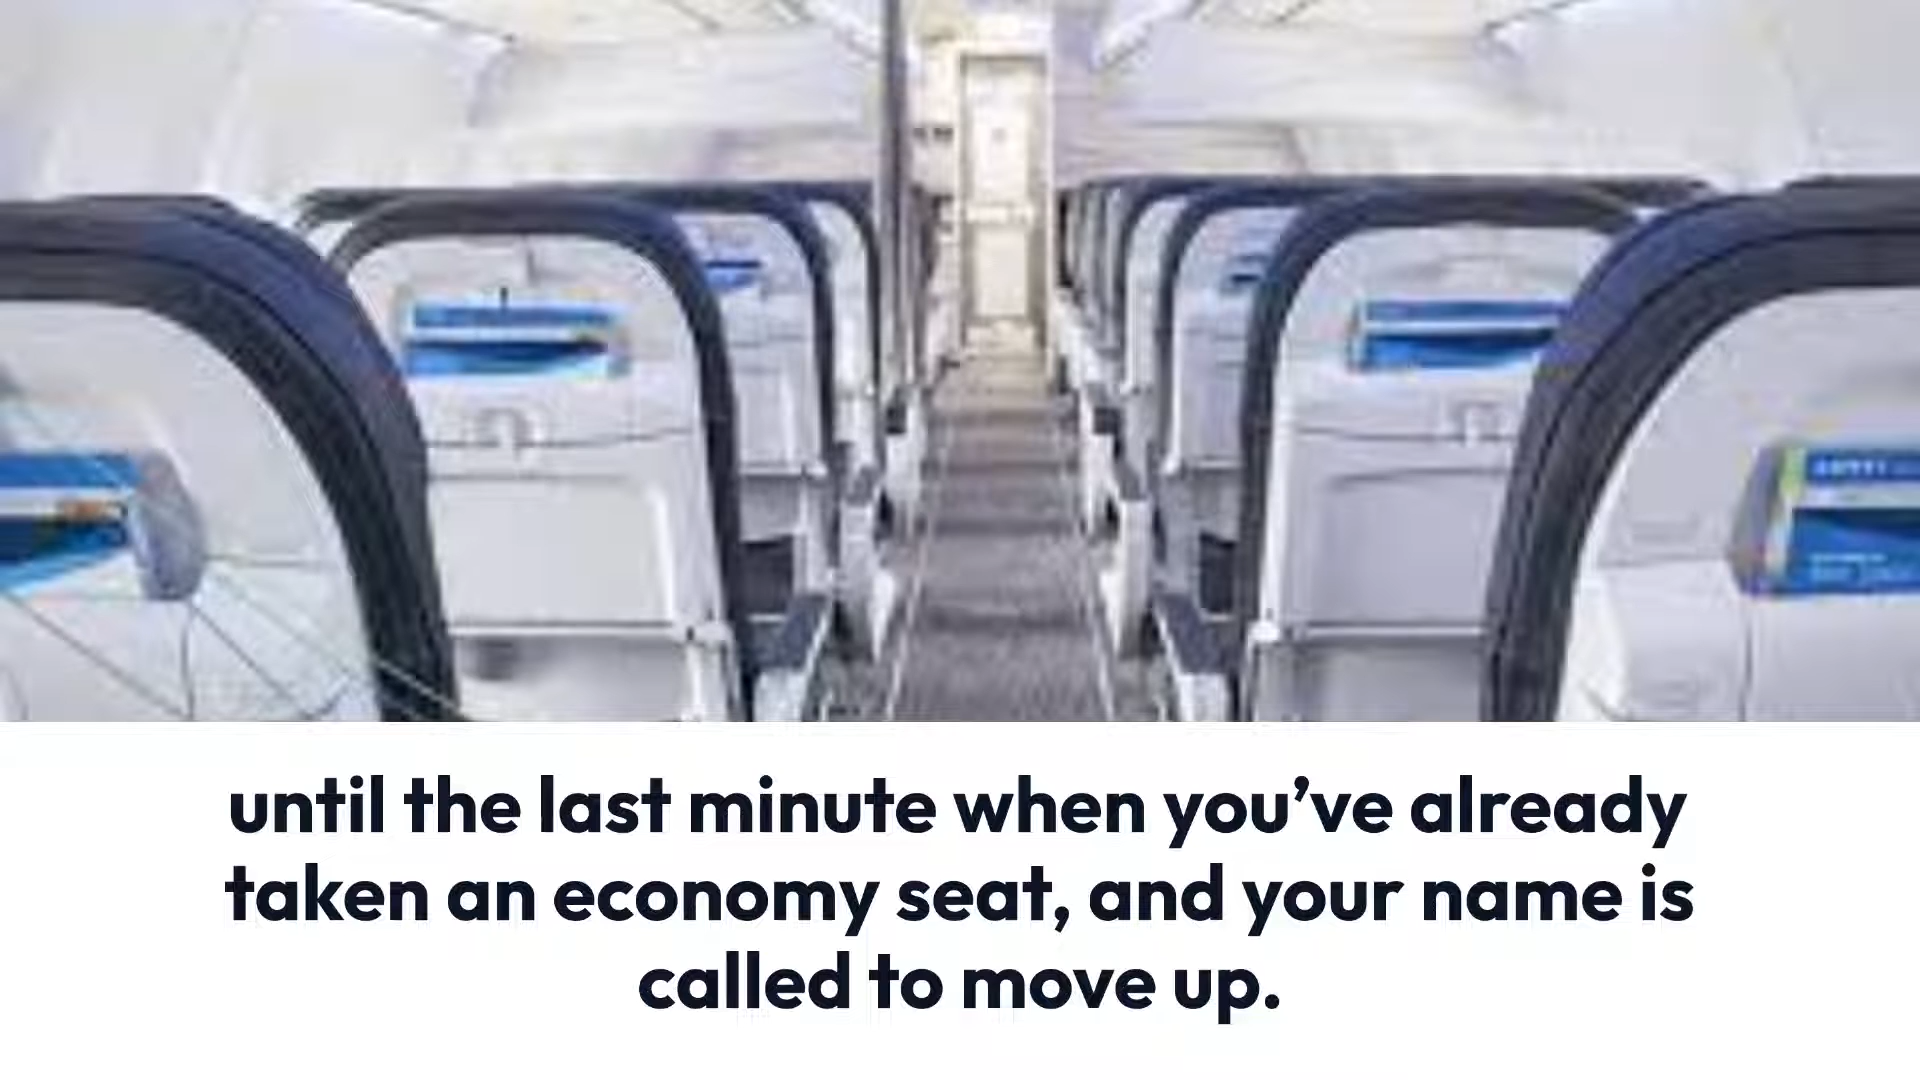 until the last minute when you’ve already
taken an economy seat, and your name is
called to move up.